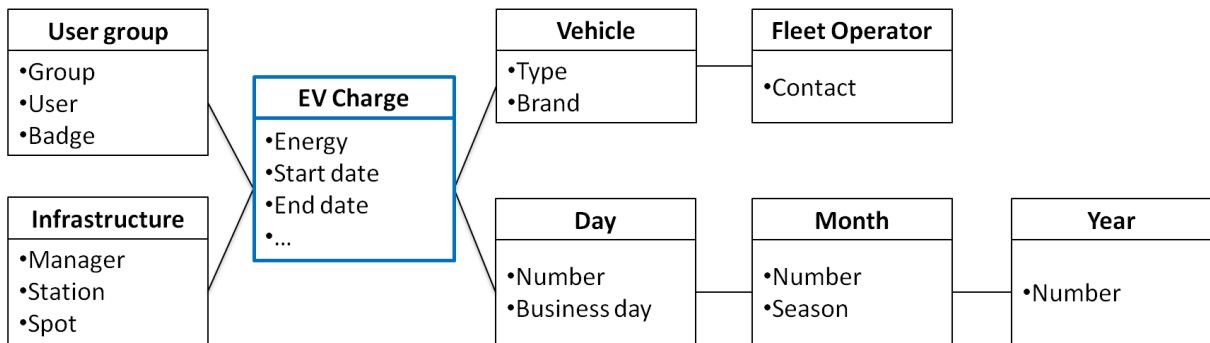 User group
•Group
•User
•Badge
Infrastructure
•Manager
•Station
•Spot
EV Charge
•Energy
•Start date
•End date
•...
Vehicle
•Type
•Brand
Fleet Operator
•Contact
Day
•Number
•Business day
Month
•Number
•Season
Year
•Number